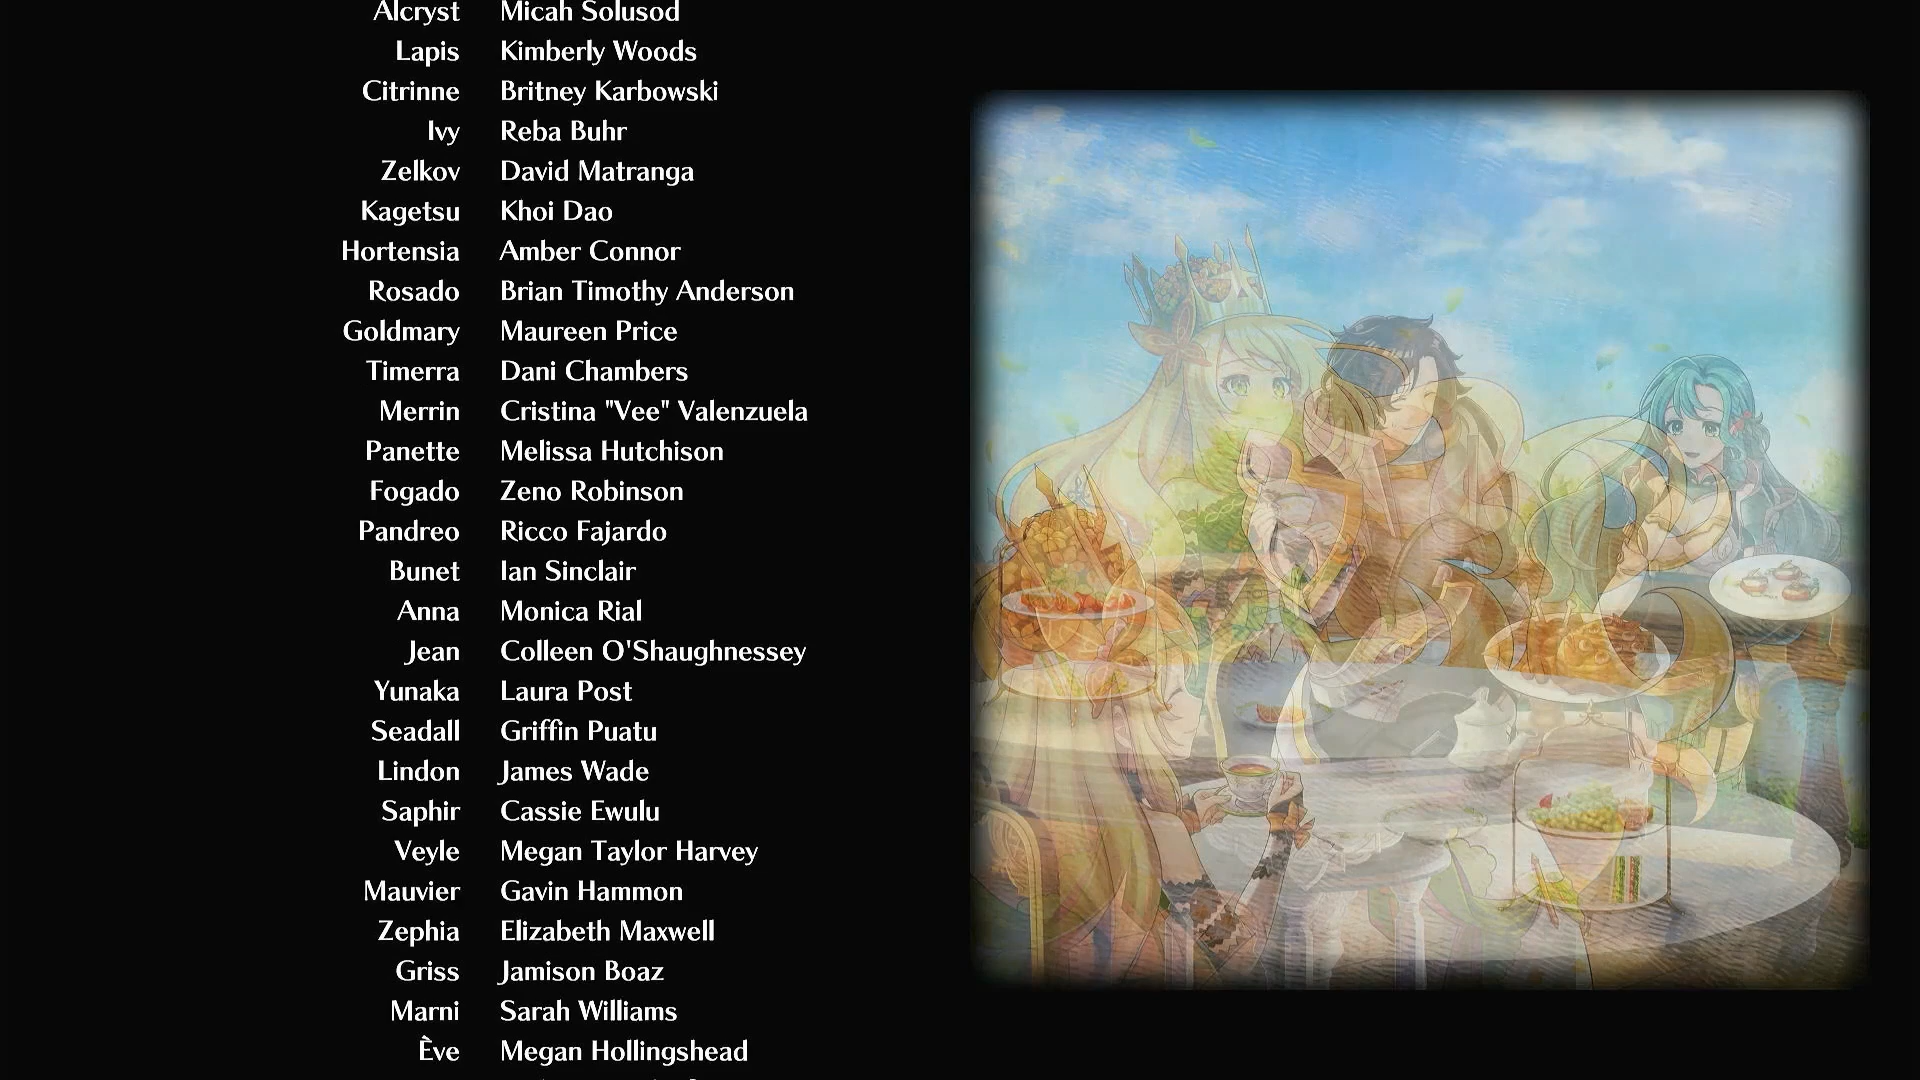 Alcryst Micah Solusod
Lapis Kimberly Woods
Citrinne Britney Karbowski
Ivy Reba Buhr
Zelkov David Matranga
Kagetsu Khoi Dao
Hortensia Amber Connor
Rosado Brian Timothy Anderson
Goldmary Maureen Price
Timerra Dani Chambers
Merrin Cristina "Vee" Valenzuela
Panette Melissa Hutchison
Fogado Zeno Robinson
Pandreo Ricco Fajardo
Bunet Ian Sinclair
Anna Monica Rial
Jean Colleen O'Shaughnessey
Yunaka Laura Post
Seadall Griffin Puatu
Lindon James Wade
Saphir Cassie Ewulu
Veyle Megan Taylor Harvey
Mauvier Gavin Hammon
Zephia Elizabeth Maxwell
Griss Jamison Boaz
Marni Sarah Williams
Ève Megan Hollingshead